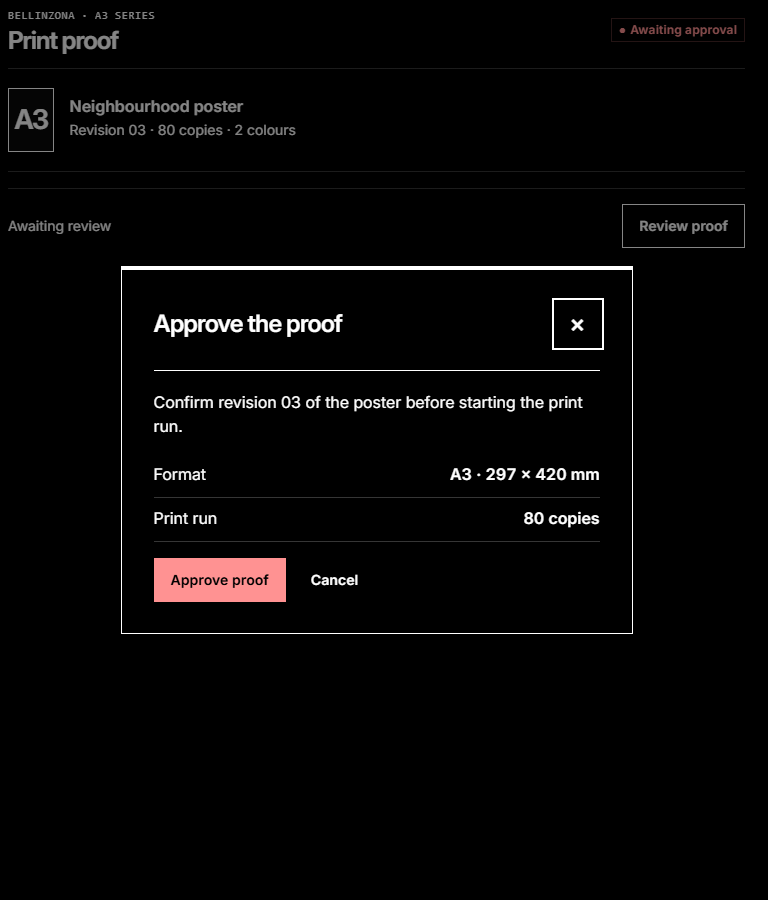 BELLINZONA · A3 SERIES
Print proof
Awaiting approval
A3
Neighbourhood poster
Revision 03 · 80 copies · 2 colours
Awaiting review
Review proof
Approve the proof
×
Confirm revision 03 of the poster before starting the print
run.
Format
A3 · 297 × 420 mm
Print run
80 copies
Approve proof
Cancel